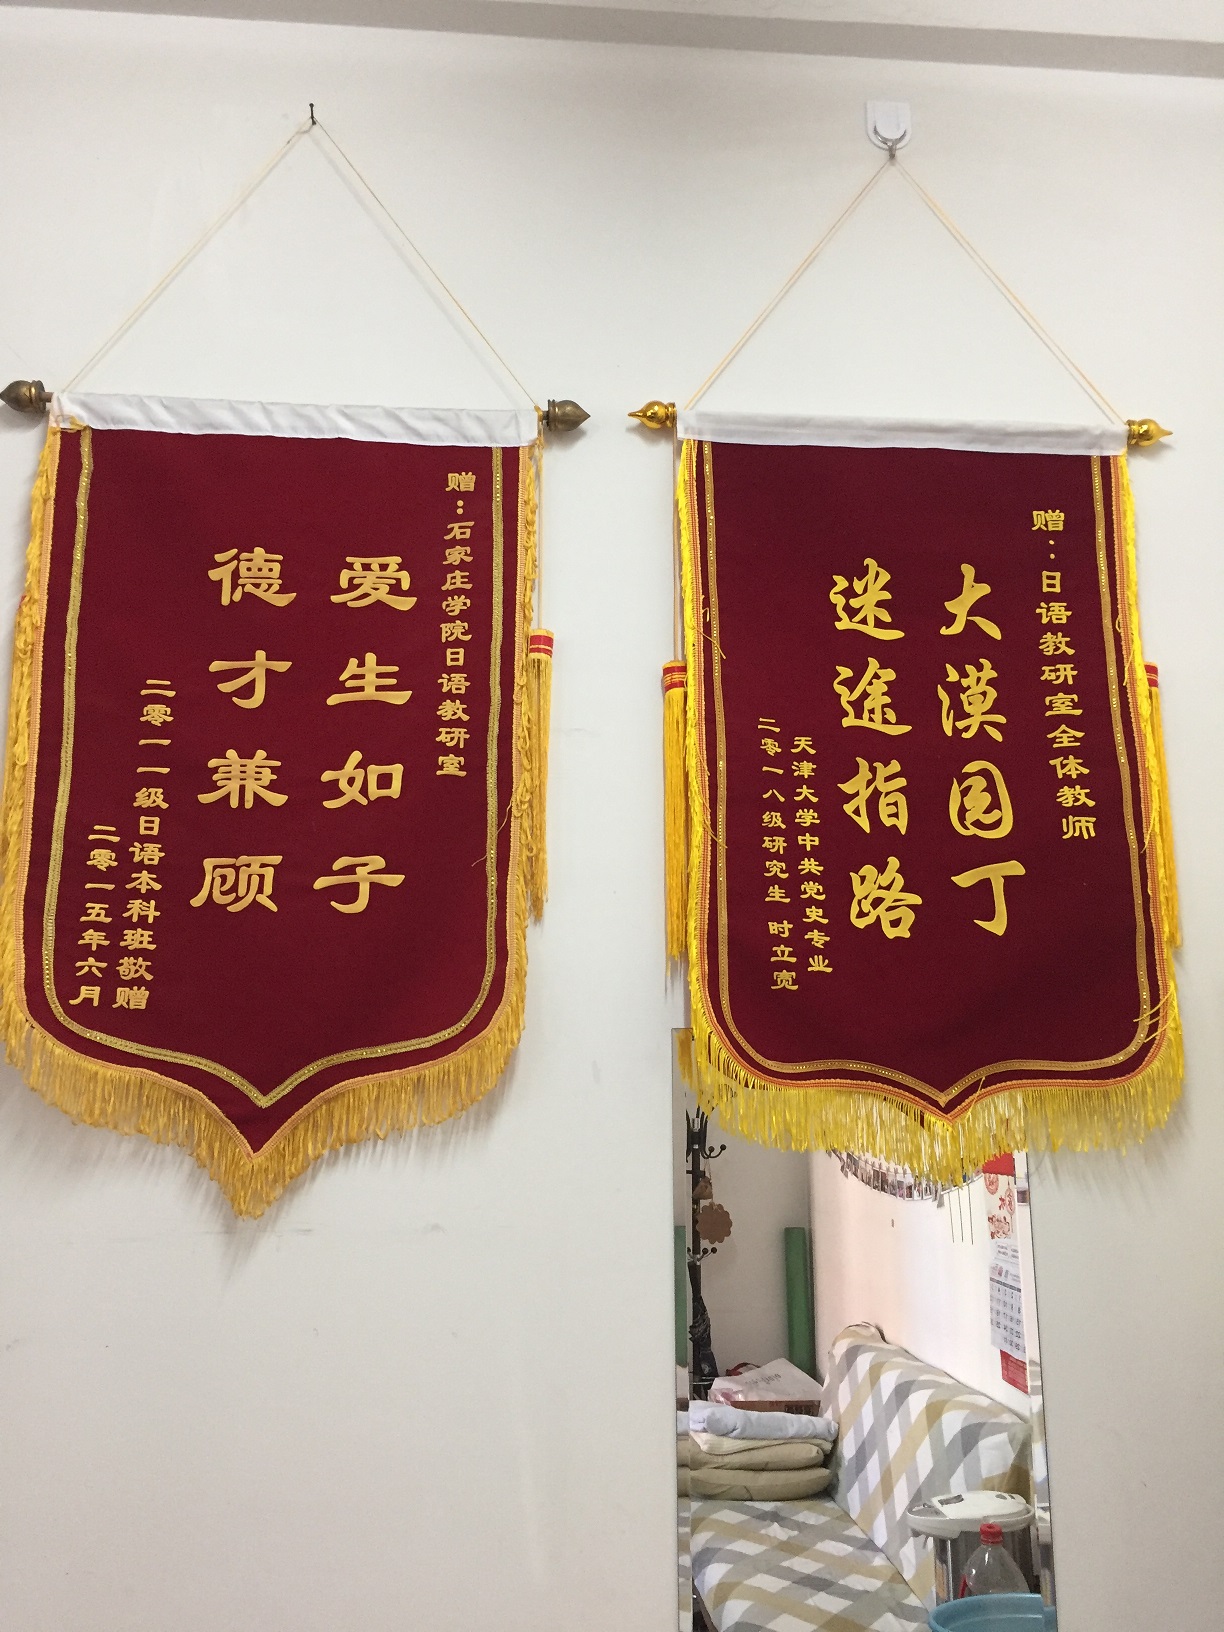 赠：石家庄学院日语教研室
爱生如子
德才兼顾
二零一一级日语本科班敬赠
二零一五年六月
赠：日语教研室全体教师
大漠园丁
迷途指路
天津大学中共党史专业
二零一八级研究生 时立宽